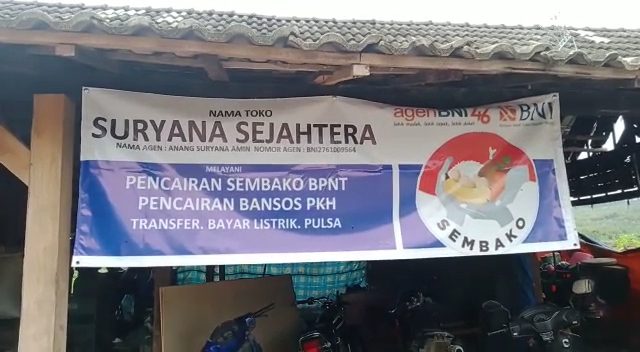 NAMA TOKO
SURYANA SEJAHTERA
NAMA AGEN : ANANG SURYANA AMIN NOMOR AGEN : BNI2761009564
agenBNI46
BNI
MELAYANI
PENCAIRAN SEMBAKO BPNT
PENCAIRAN BANSOS PKH
TRANSFER. BAYAR LISTRIK. PULSA
SEMBAKO